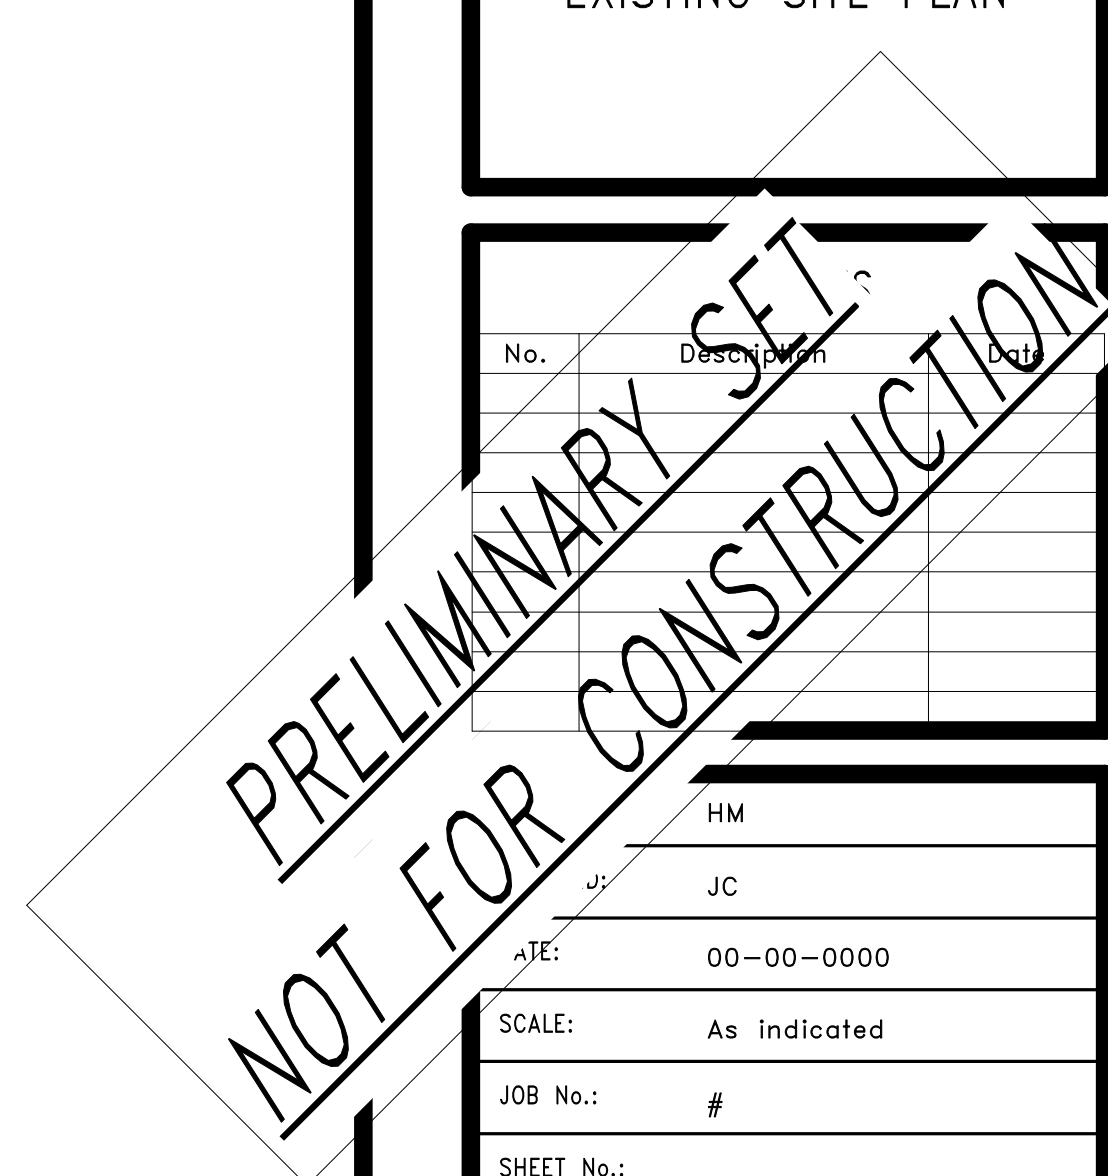 EXISTING SITE PLAN
PRELIMINARY SET
NOT FOR CONSTRUCTION
No. Description Date
HM
JC
00-00-0000
SCALE: As indicated
JOB No.: #
SHEET No.: